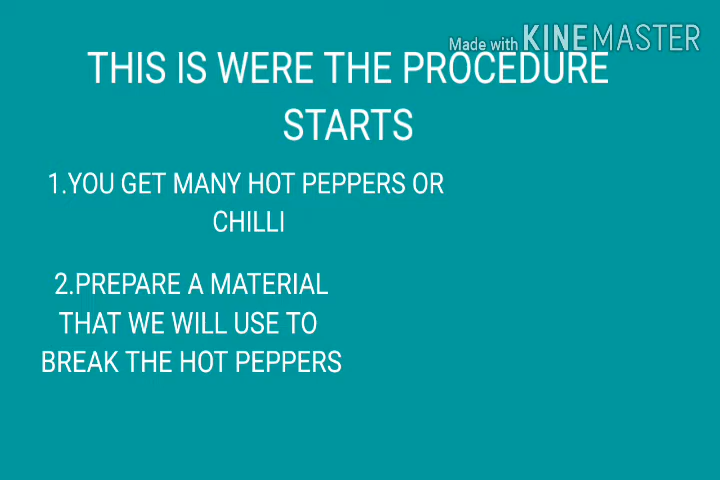 Made with KINEMASTER
THIS IS WERE THE PROCEDURE
STARTS
1.YOU GET MANY HOT PEPPERS OR
CHILLI
2.PREPARE A MATERIAL
THAT WE WILL USE TO
BREAK THE HOT PEPPERS